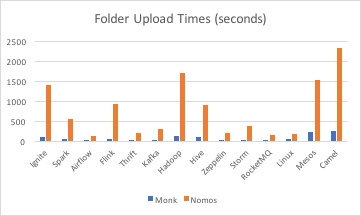 Folder Upload Times (seconds)
2500
2000
1500
1000
500
0
Ignite
Spark
Airflow
Flink
Thrift
Kafka
Hadoop
Hive
Zeppelin
Storm
RocketMQ
Linux
Mesos
Camel
Monk Nomos